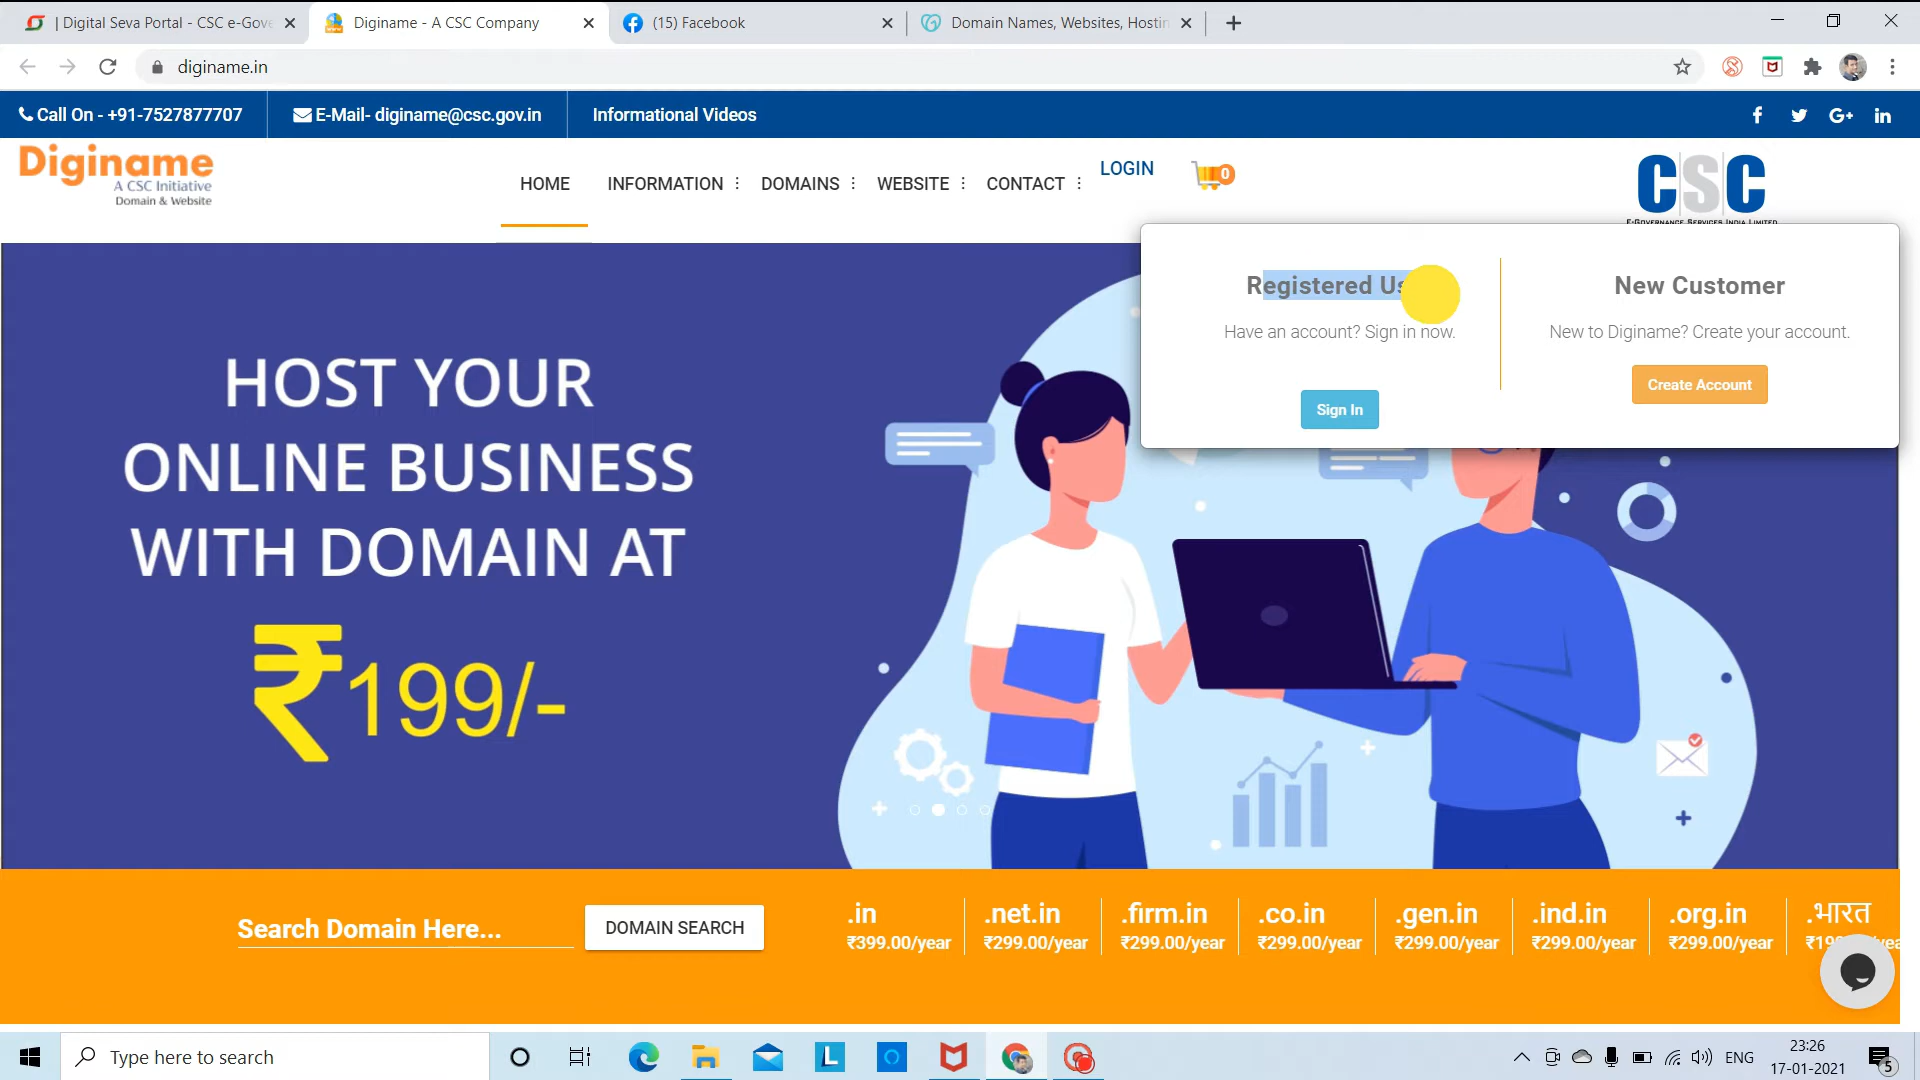 | Digital Seva Portal - CSC e-Gove
Diginame - A CSC Company
(15) Facebook
Domain Names, Websites, Hostin
diginame.in
Call On - +91-7527877707
E-Mail- diginame@csc.gov.in
Informational Videos
Diginame
A CSC Initiative
Domain & Website
HOME
INFORMATION
DOMAINS
WEBSITE
CONTACT
LOGIN
0
CSC
E-GOVERNANCE SERVICES INDIA LIMITED
Registered Us
Have an account? Sign in now.
Sign In
New Customer
New to Diginame? Create your account.
Create Account
HOST YOUR
ONLINE BUSINESS
WITH DOMAIN AT
₹199/-
Search Domain Here...
DOMAIN SEARCH
.in
₹399.00/year
.net.in
₹299.00/year
.firm.in
₹299.00/year
.co.in
₹299.00/year
.gen.in
₹299.00/year
.ind.in
₹299.00/year
.org.in
₹299.00/year
.भारत
Type here to search
L
ENG
23:26
17-01-2021
5